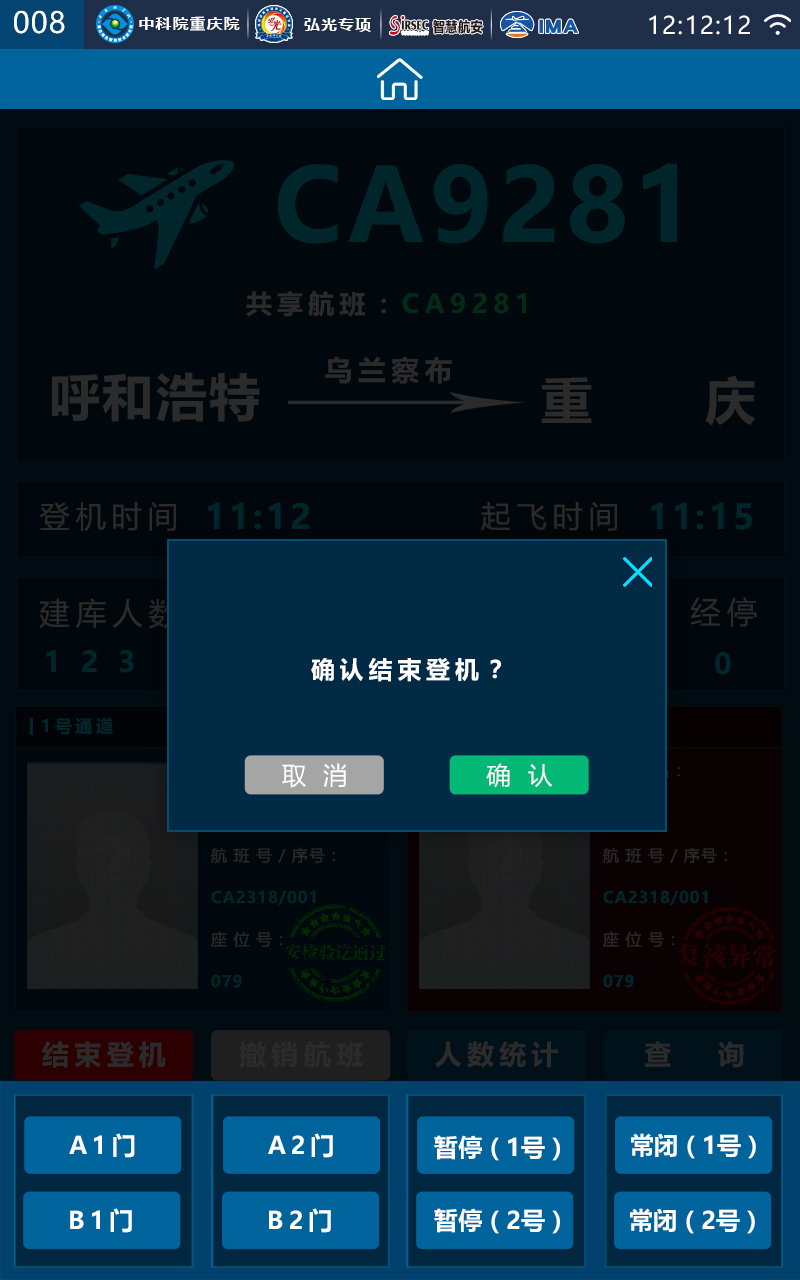 008 中科院重庆院 弘光专项 SiRSEC 智慧航安 IMA 12:12:12
CA9281
共享航班：CA9281
呼和浩特 乌兰察布 重 庆
登机时间 11:12 起飞时间 11:15
建库人数 经停
1 2 3 0
确认结束登机？
取 消 确 认
1号通道
航班号/序号： 航班号/序号：
CA2318/001 CA2318/001
座位号： 座位号：
安检验讫通过 复核异常
079 079
结束登机 撤销航班 人数统计 查 询
A1门 A2门 暂停（1号） 常闭（1号）
B1门 B2门 暂停（2号） 常闭（2号）